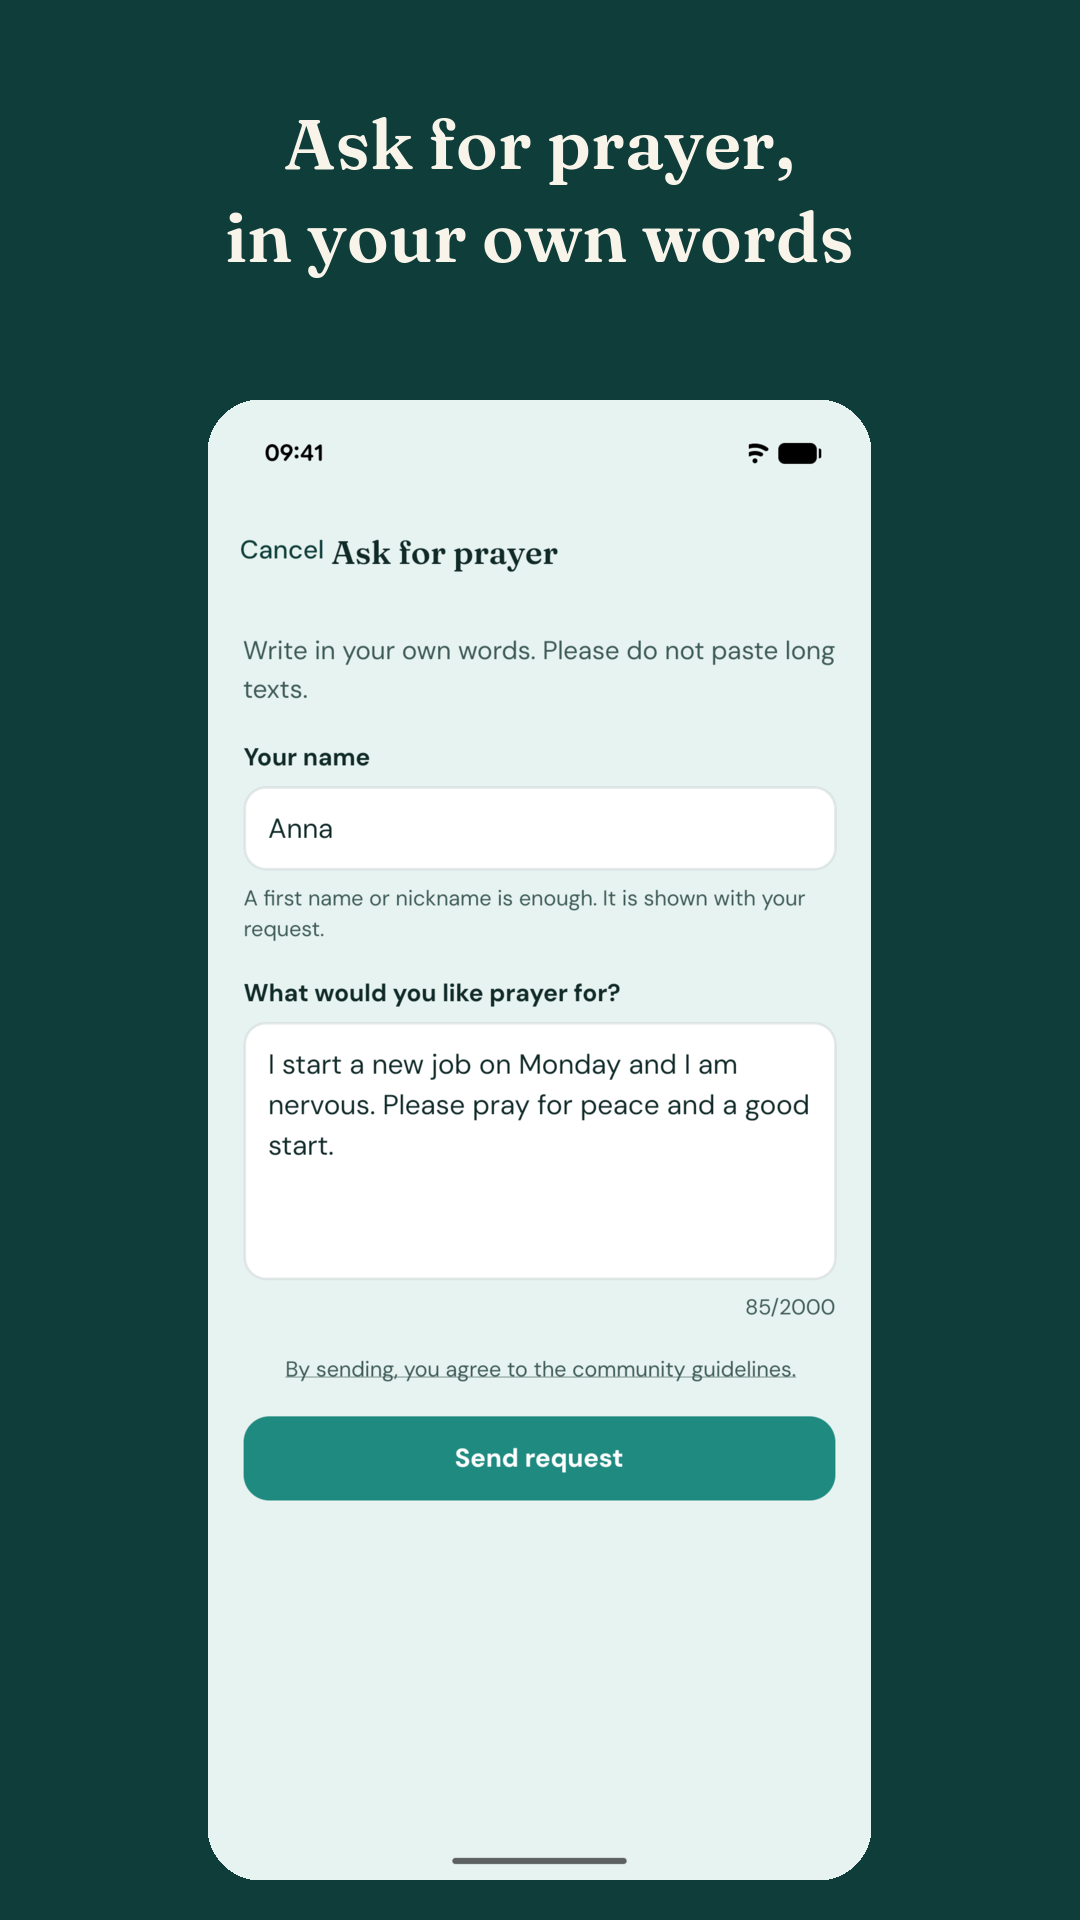 Ask for prayer,
in your own words
09:41
Cancel Ask for prayer
Write in your own words. Please do not paste long
texts.
Your name
Anna
A first name or nickname is enough. It is shown with your
request.
What would you like prayer for?
I start a new job on Monday and I am
nervous. Please pray for peace and a good
start.
85/2000
By sending, you agree to the community guidelines.
Send request